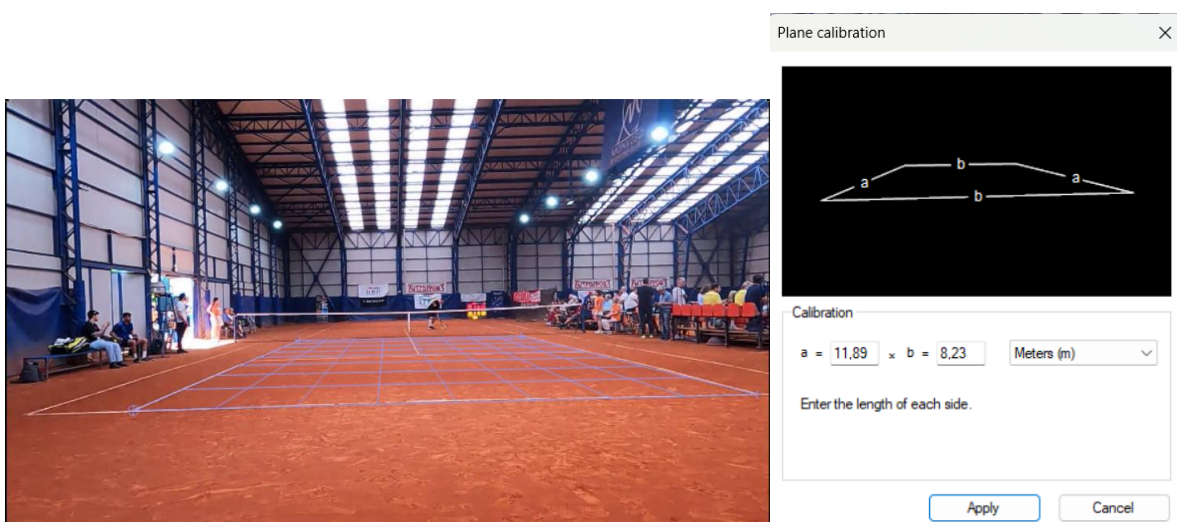 Plane calibration
b
a
a
b
Calibration
a = 11,89 x b = 8,23 Meters (m)
Enter the length of each side.
Apply Cancel